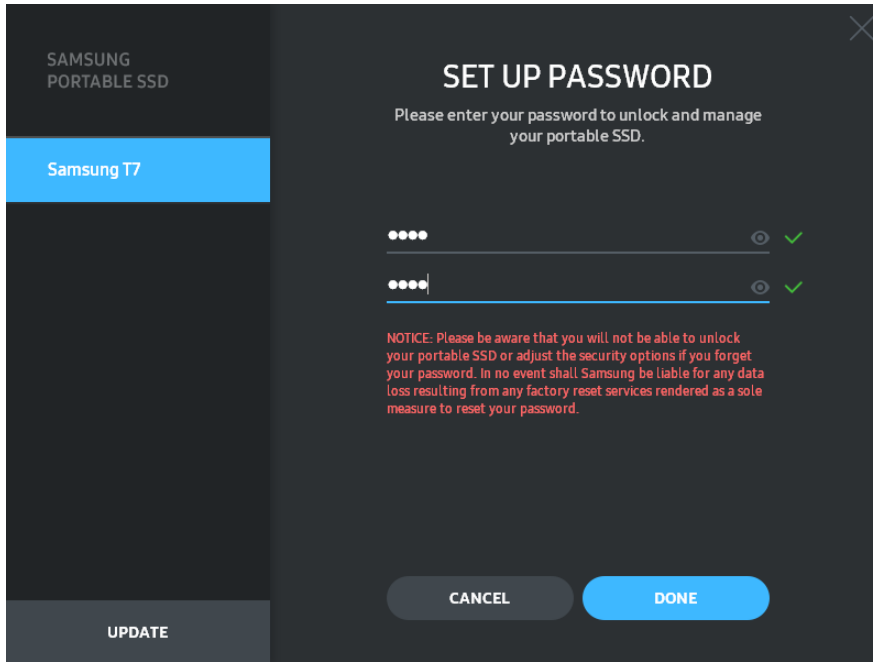 SAMSUNG
PORTABLE SSD
Samsung T7
UPDATE
SET UP PASSWORD
Please enter your password to unlock and manage
your portable SSD.
●●●●
●●●●
NOTICE: Please be aware that you will not be able to unlock
your portable SSD or adjust the security options if you forget
your password. In no event shall Samsung be liable for any data
loss resulting from any factory reset services rendered as a sole
measure to reset your password.
CANCEL
DONE